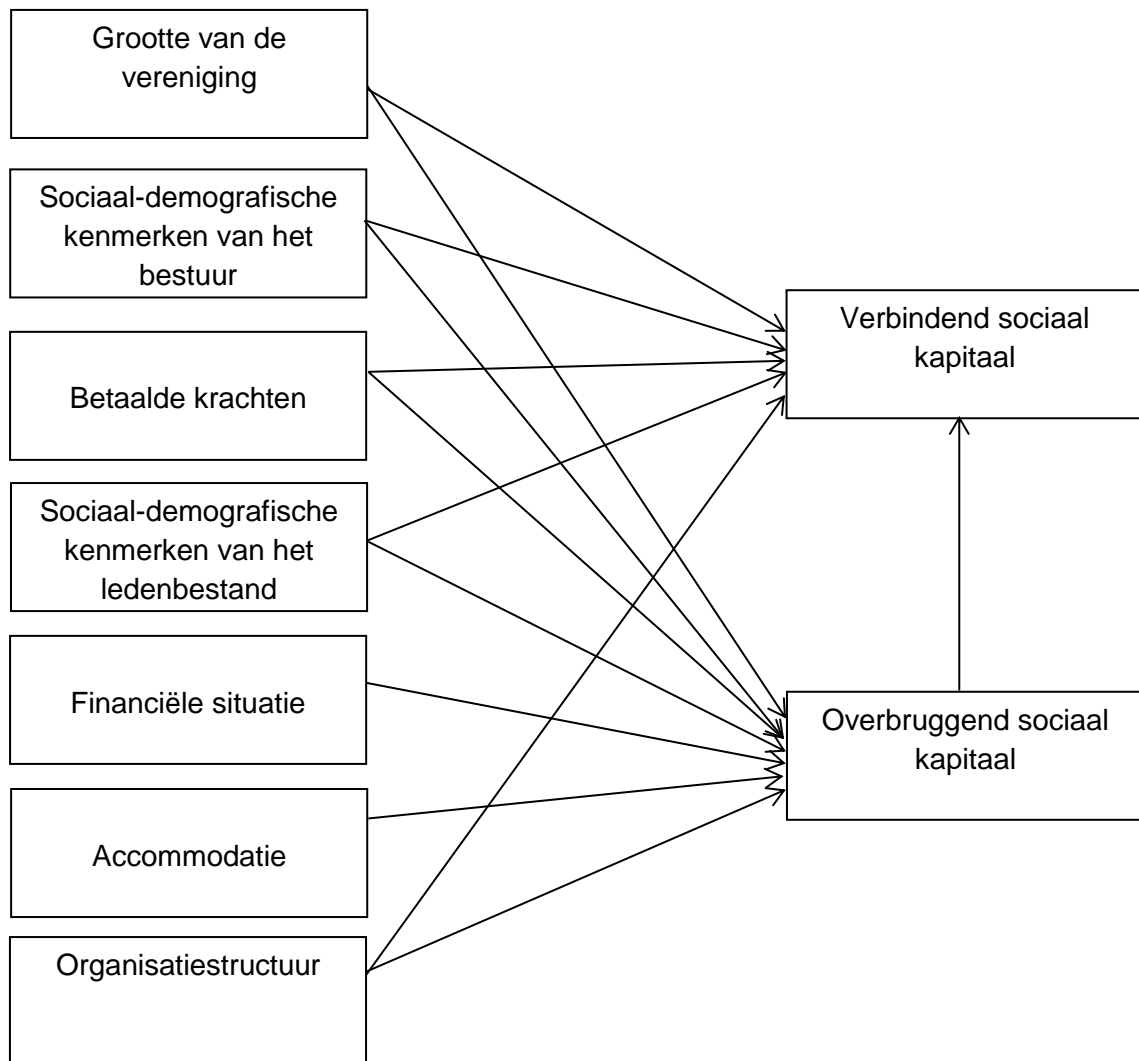 Grootte van de
vereniging
Sociaal-demografische
kenmerken van het
bestuur
Betaalde krachten
Sociaal-demografische
kenmerken van het
ledenbestand
Financiële situatie
Accommodatie
Organisatiestructuur
Verbindend sociaal
kapitaal
Overbruggend sociaal
kapitaal